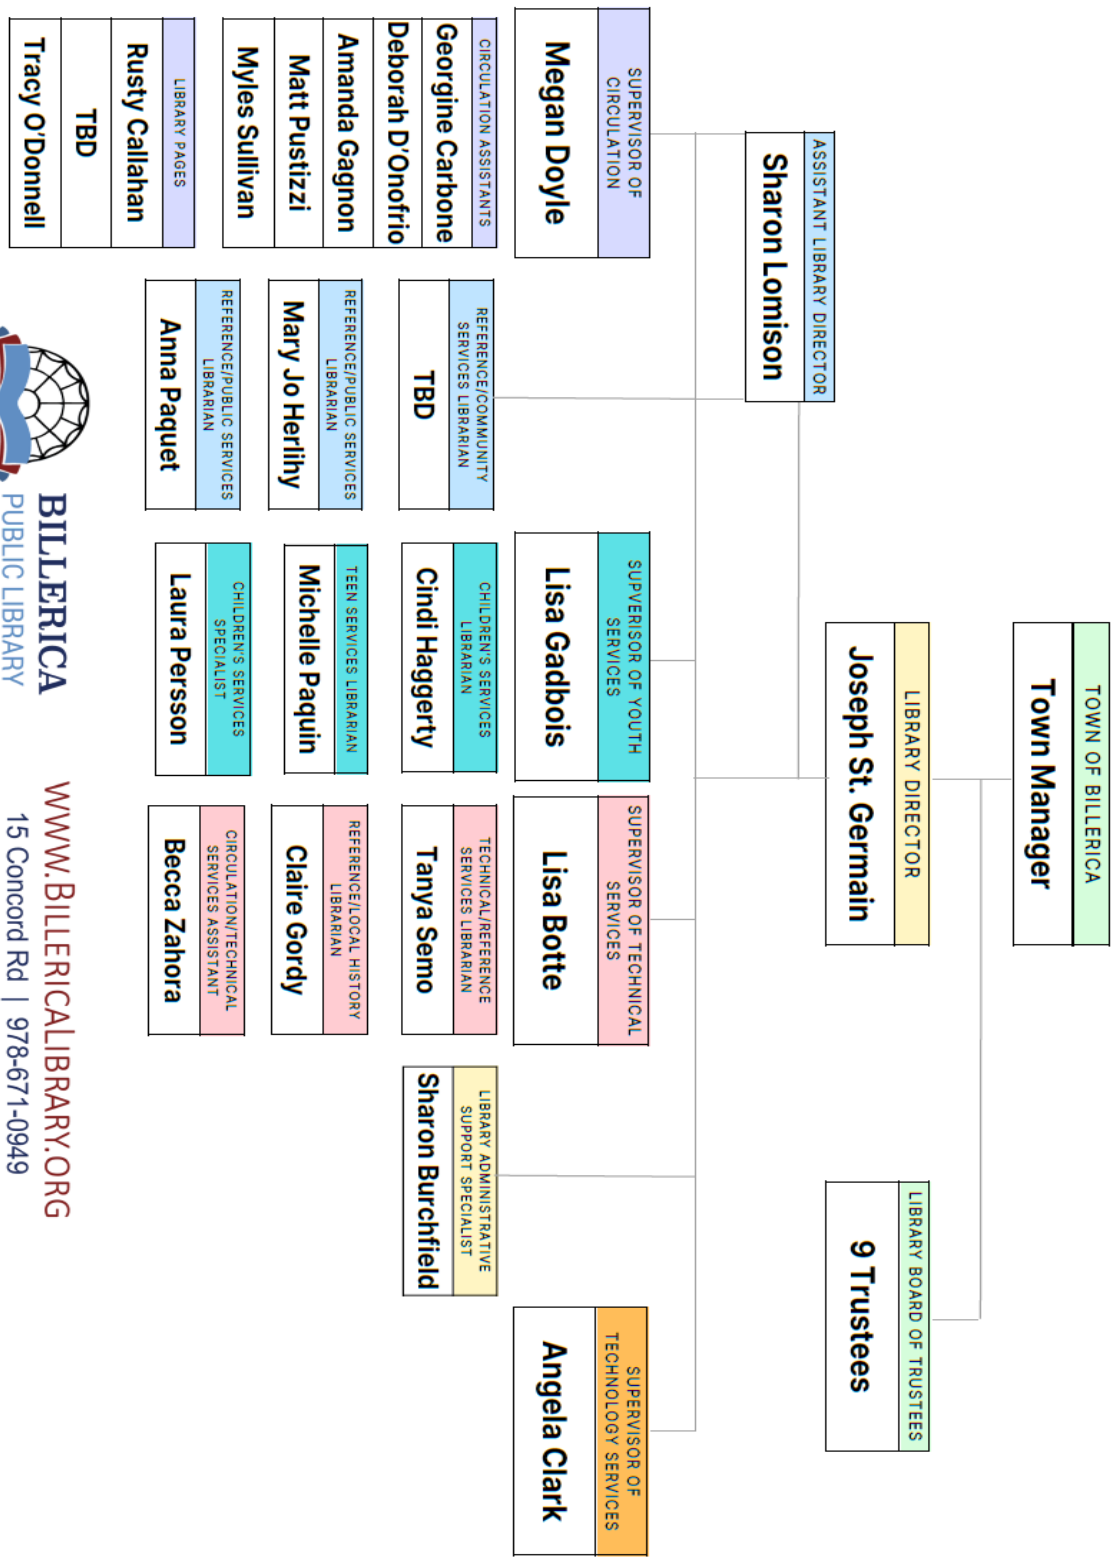 TOWN OF BILLERICA
Town Manager
LIBRARY DIRECTOR
Joseph St. Germain
LIBRARY BOARD OF TRUSTEES
9 Trustees
ASSISTANT LIBRARY DIRECTOR
Sharon Lomison
SUPERVISOR OF
CIRCULATION
Megan Doyle
CIRCULATION ASSISTANTS
Georgine Carbone
Deborah D'Onofrio
Amanda Gagnon
Matt Pustizzi
Myles Sullivan
LIBRARY PAGES
Rusty Callahan
TBD
Tracy O'Donnell
REFERENCE/COMMUNITY
SERVICES LIBRARIAN
TBD
REFERENCE/PUBLIC SERVICES
LIBRARIAN
Mary Jo Herlihy
REFERENCE/PUBLIC SERVICES
LIBRARIAN
Anna Paquet
SUPVERISOR OF YOUTH
SERVICES
Lisa Gadbois
CHILDREN'S SERVICES
LIBRARIAN
Cindi Haggerty
TEEN SERVICES LIBRARIAN
Michelle Paquin
CHILDREN'S SERVICES
SPECIALIST
Laura Persson
SUPERVISOR OF TECHNICAL
SERVICES
Lisa Botte
TECHNICAL/REFERENCE
SERVICES LIBRARIAN
Tanya Semo
REFERENCE/LOCAL HISTORY
LIBRARIAN
Claire Gordy
CIRCULATION/TECHNICAL
SERVICES ASSISTANT
Becca Zahora
LIBRARY ADMINISTRATIVE
SUPPORT SPECIALIST
Sharon Burchfield
SUPERVISOR OF
TECHNOLOGY SERVICES
Angela Clark
BILLERICA
PUBLIC LIBRARY
WWW.BILLERICALIBRARY.ORG
15 Concord Rd | 978-671-0949